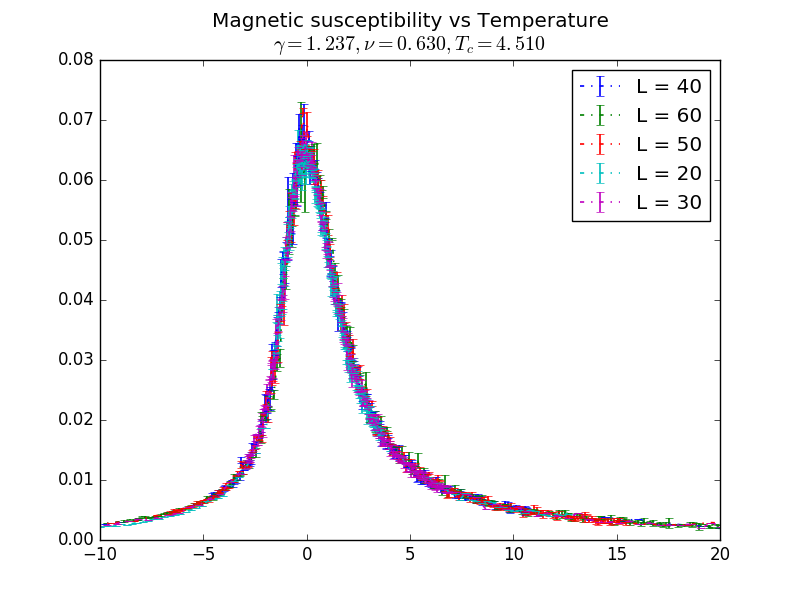 Magnetic susceptibility vs Temperature
γ = 1.237, ν = 0.630, T_c = 4.510
0.08
0.07
0.06
0.05
0.04
0.03
0.02
0.01
0.00
−10
−5
0
5
10
15
20
L = 40
L = 60
L = 50
L = 20
L = 30